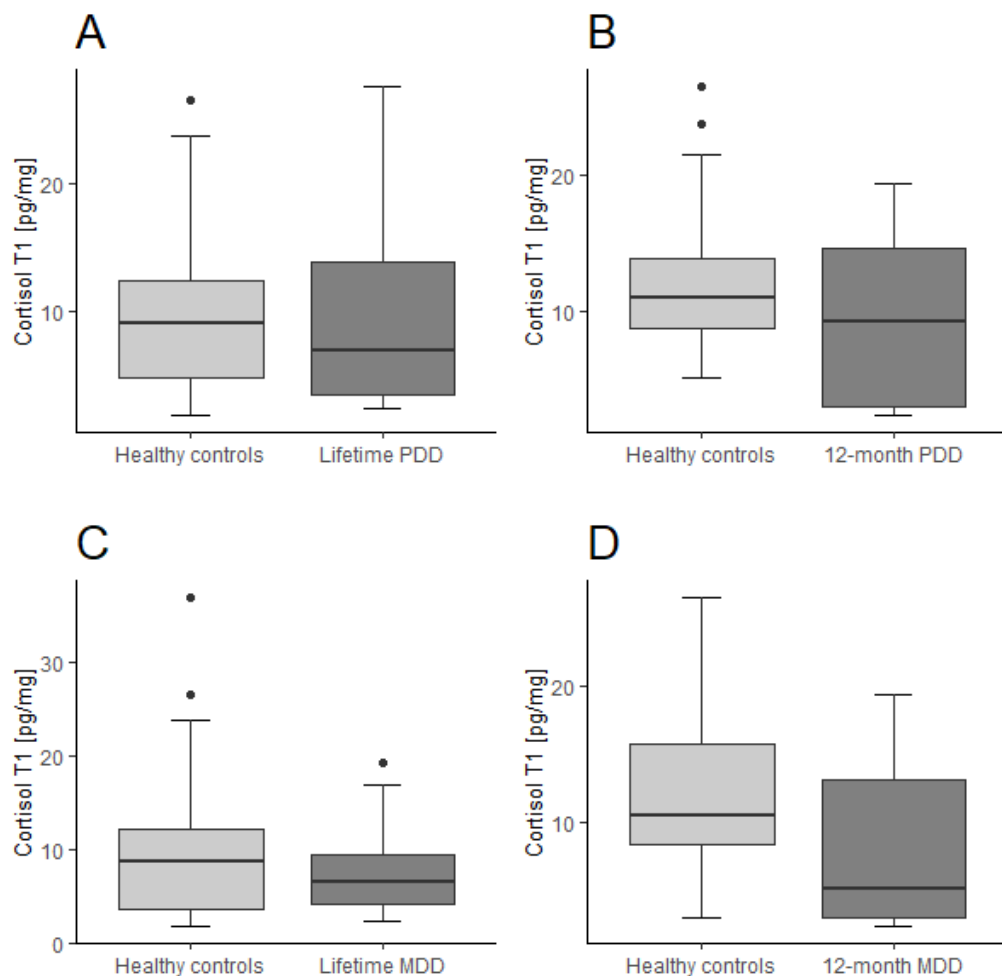 A
Cortisol T1 [pg/mg]
20
10
Healthy controls
Lifetime PDD
B
Cortisol T1 [pg/mg]
20
10
Healthy controls
12-month PDD
C
Cortisol T1 [pg/mg]
30
20
10
0
Healthy controls
Lifetime MDD
D
Cortisol T1 [pg/mg]
20
10
Healthy controls
12-month MDD